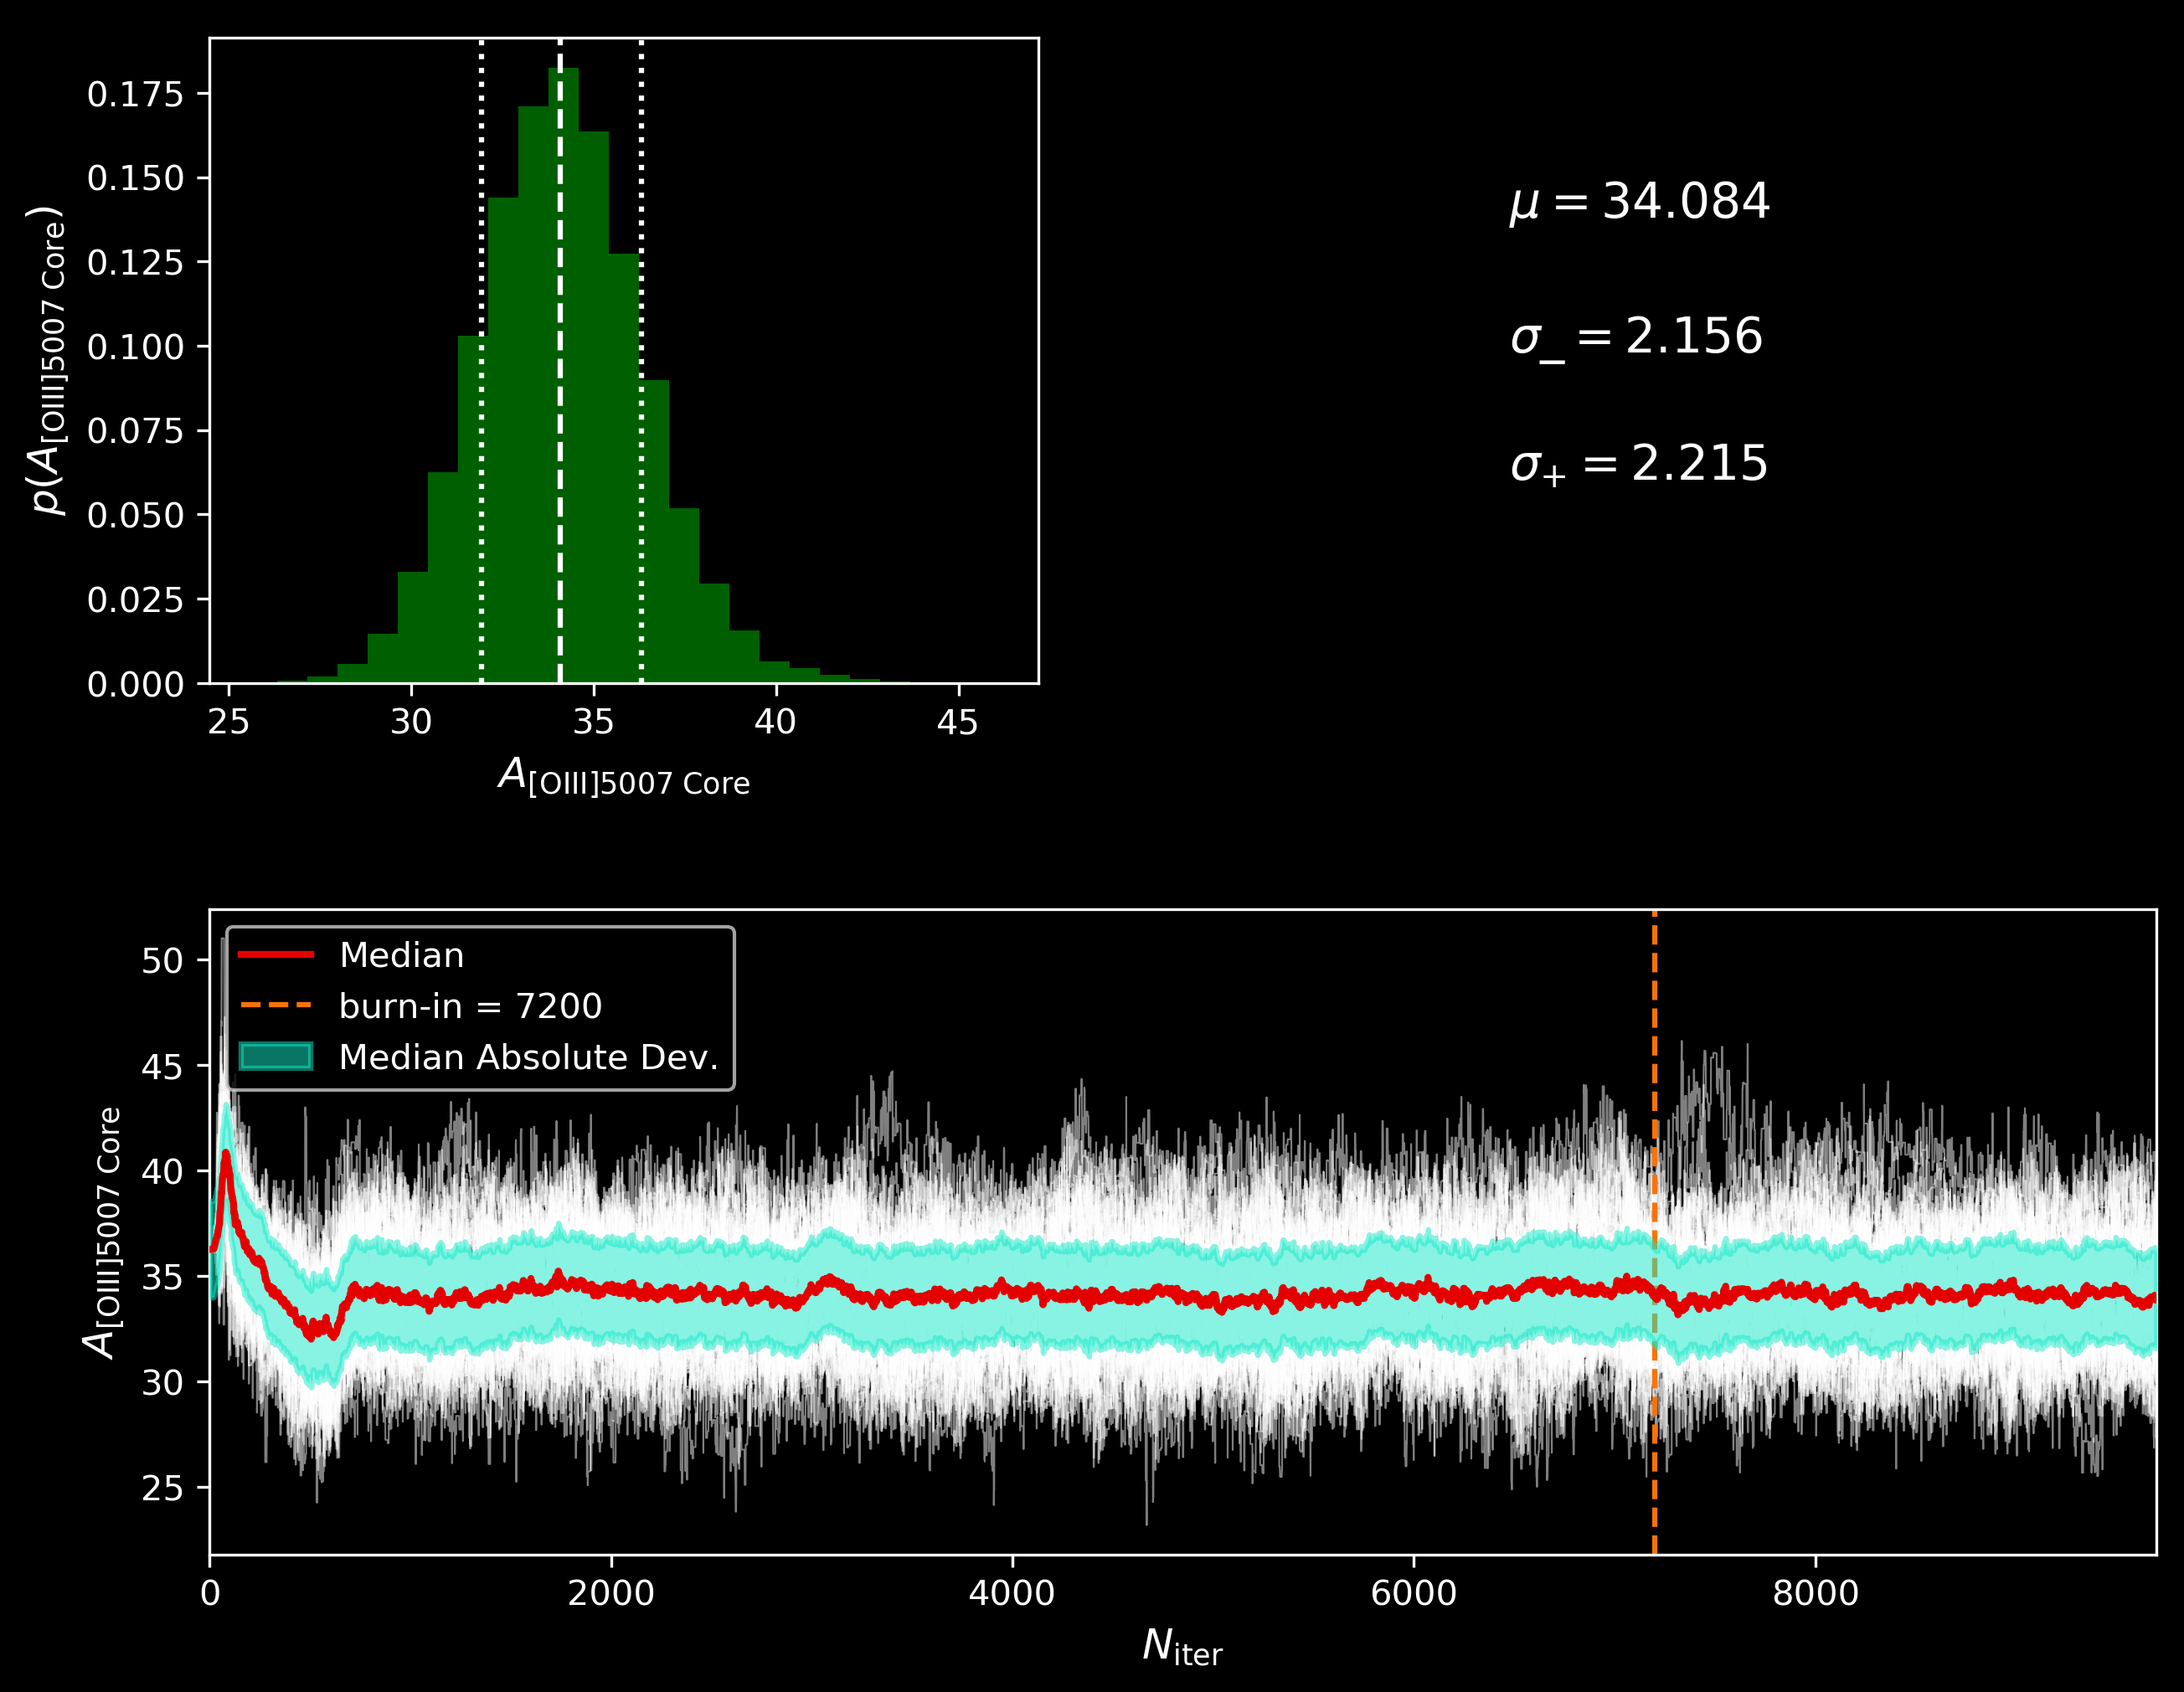 0.175
0.150
0.125
0.100
0.075
0.050
0.025
0.000
p(A[OIII]5007 Core)
25 30 35 40 45
A[OIII]5007 Core
μ = 34.084
σ_ = 2.156
σ+ = 2.215
50
45
40
35
30
25
A[OIII]5007 Core
Median
burn-in = 7200
Median Absolute Dev.
0 2000 4000 6000 8000
Niter